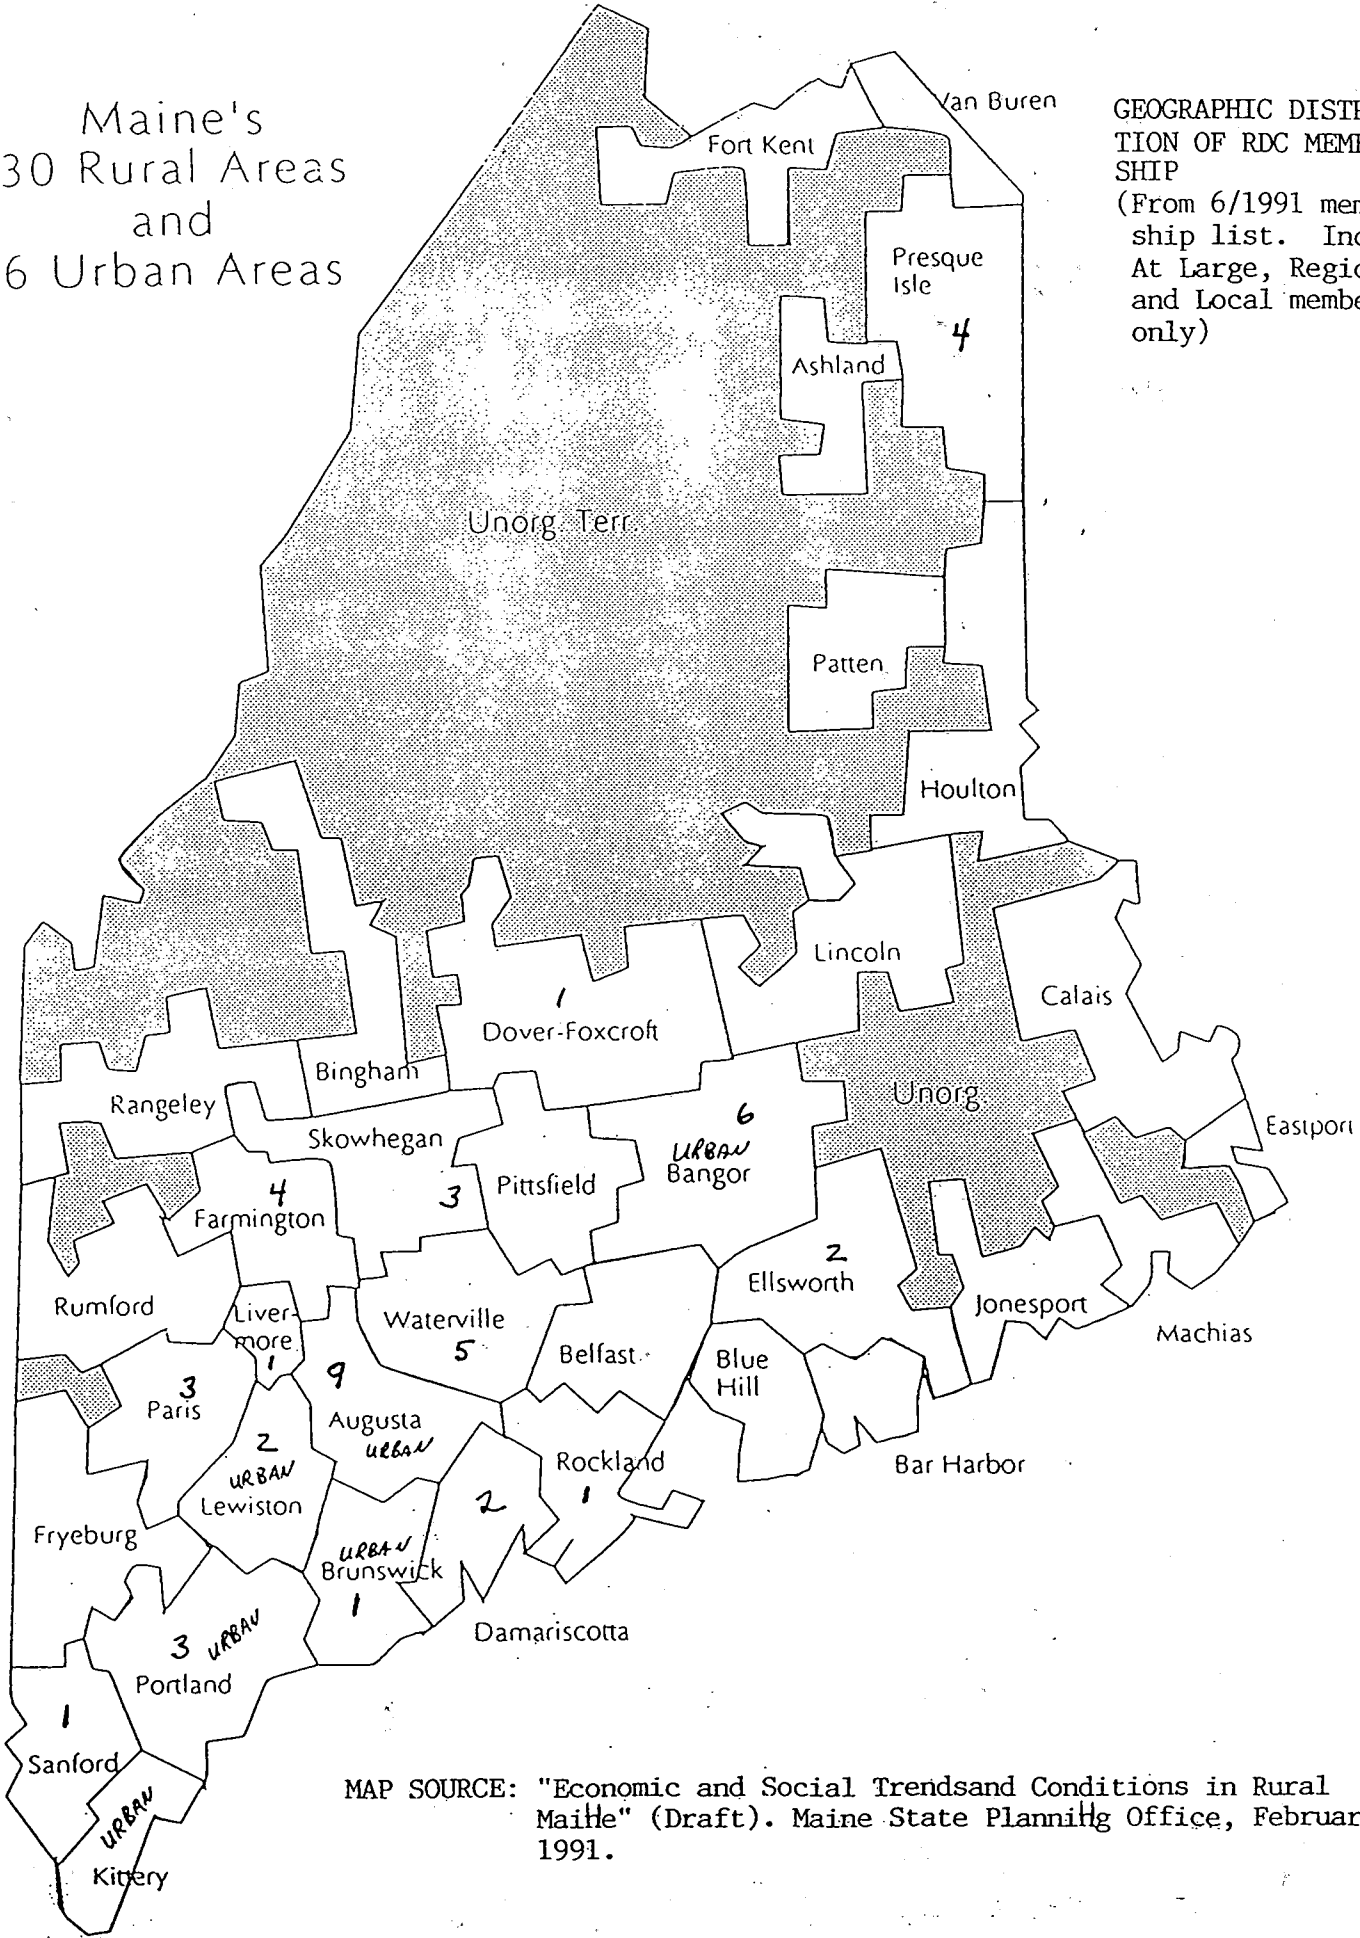 Maine's
30 Rural Areas
and
6 Urban Areas
GEOGRAPHIC DISTR
TION OF RDC MEMB
SHIP
(From 6/1991 mem
ship list. Inc
At Large, Regio
and Local membe
only)
Van Buren
Fort Kent
Presque
Isle
4
Ashland
Unorg. Terr.
Patten
Houlton
Lincoln
Calais
1
Dover-Foxcroft
Bingham
Rangeley
Unorg.
Eastport
Skowhegan
3
Pittsfield
6
URBAN
Bangor
4
Farmington
2
Ellsworth
Rumford
Liver-
more
1
Waterville
5
Belfast
Jonesport
Machias
Blue
Hill
3
Paris
9
Augusta
URBAN
2
URBAN
Lewiston
Rockland
1
Bar Harbor
2
Fryeburg
URBAN
Brunswick
1
Damariscotta
3 URBAN
Portland
1
Sanford
URBAN
Kittery
MAP SOURCE: "Economic and Social Trendsand Conditions in Rural
MaiHe" (Draft). Maine State PlanniHg Office, Februar
1991.